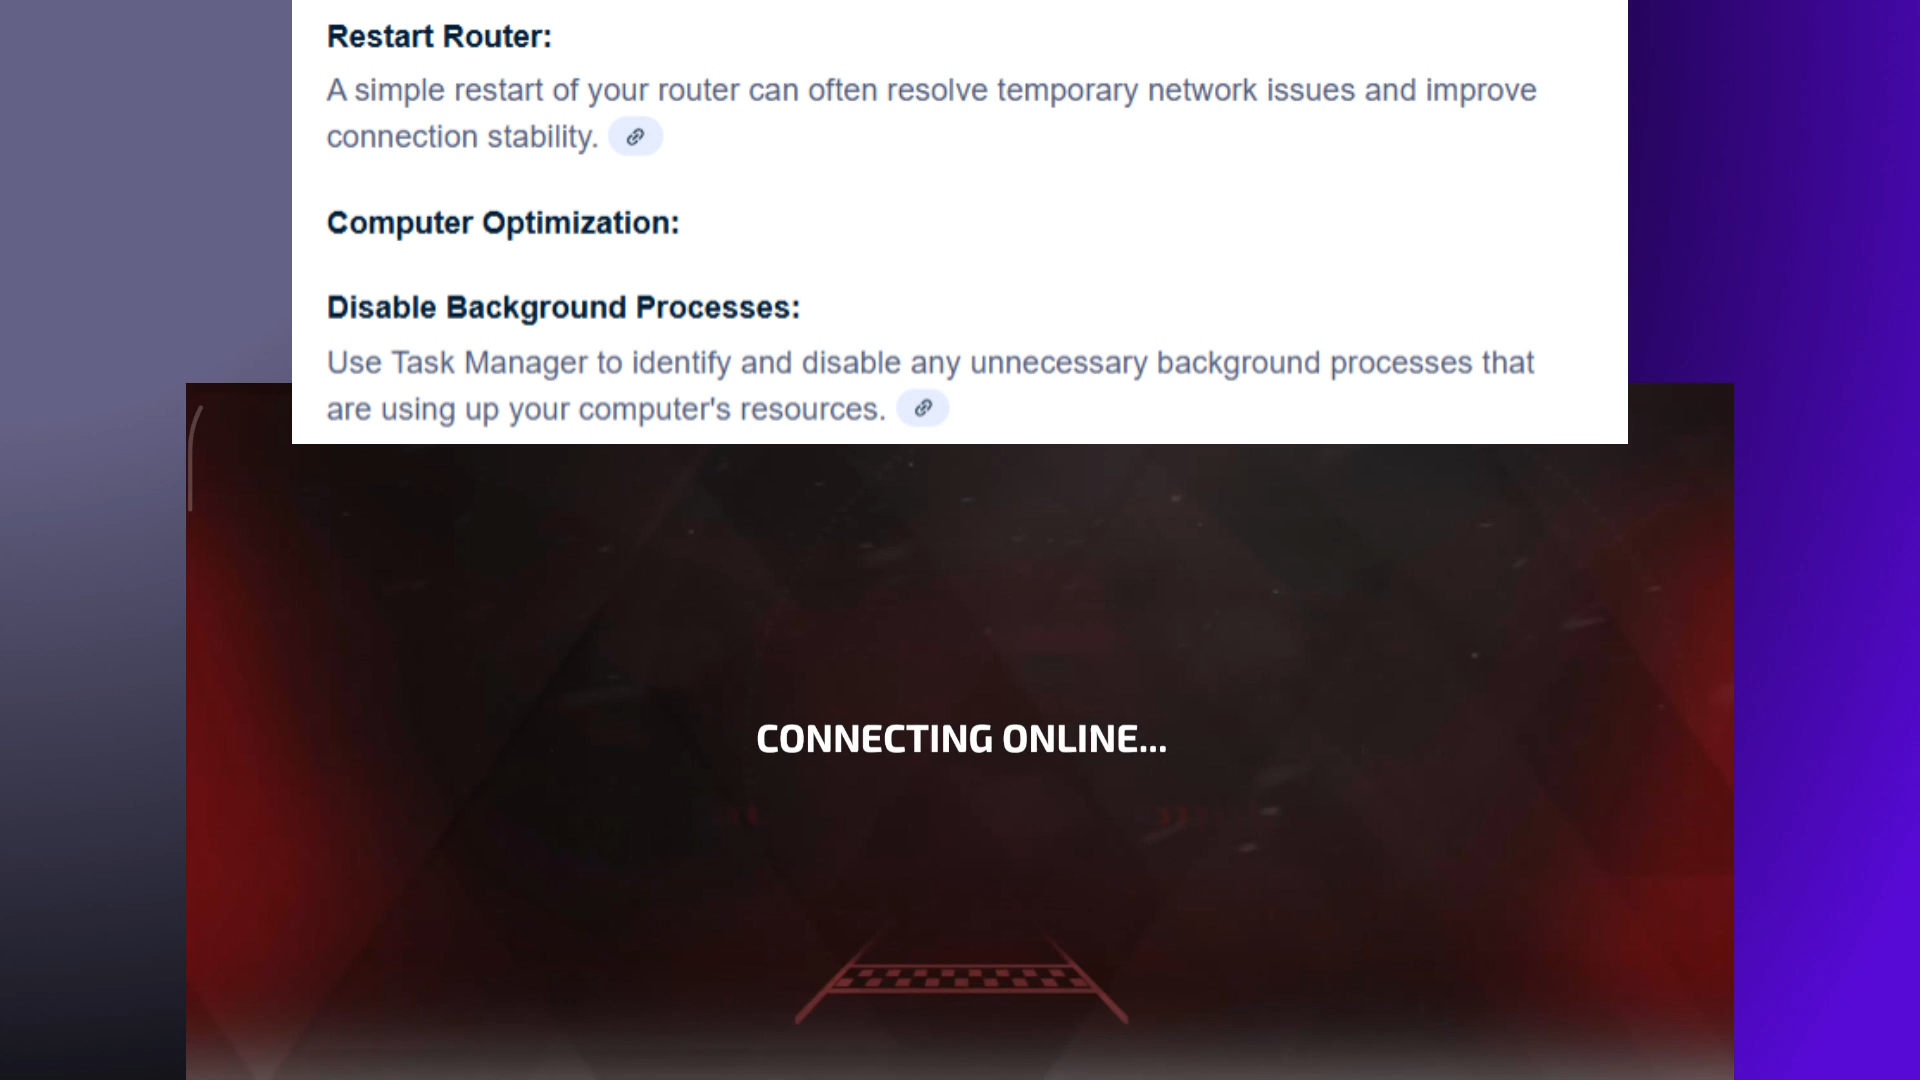 Restart Router:
A simple restart of your router can often resolve temporary network issues and improve
connection stability.
Computer Optimization:
Disable Background Processes:
Use Task Manager to identify and disable any unnecessary background processes that
are using up your computer's resources.
CONNECTING ONLINE...